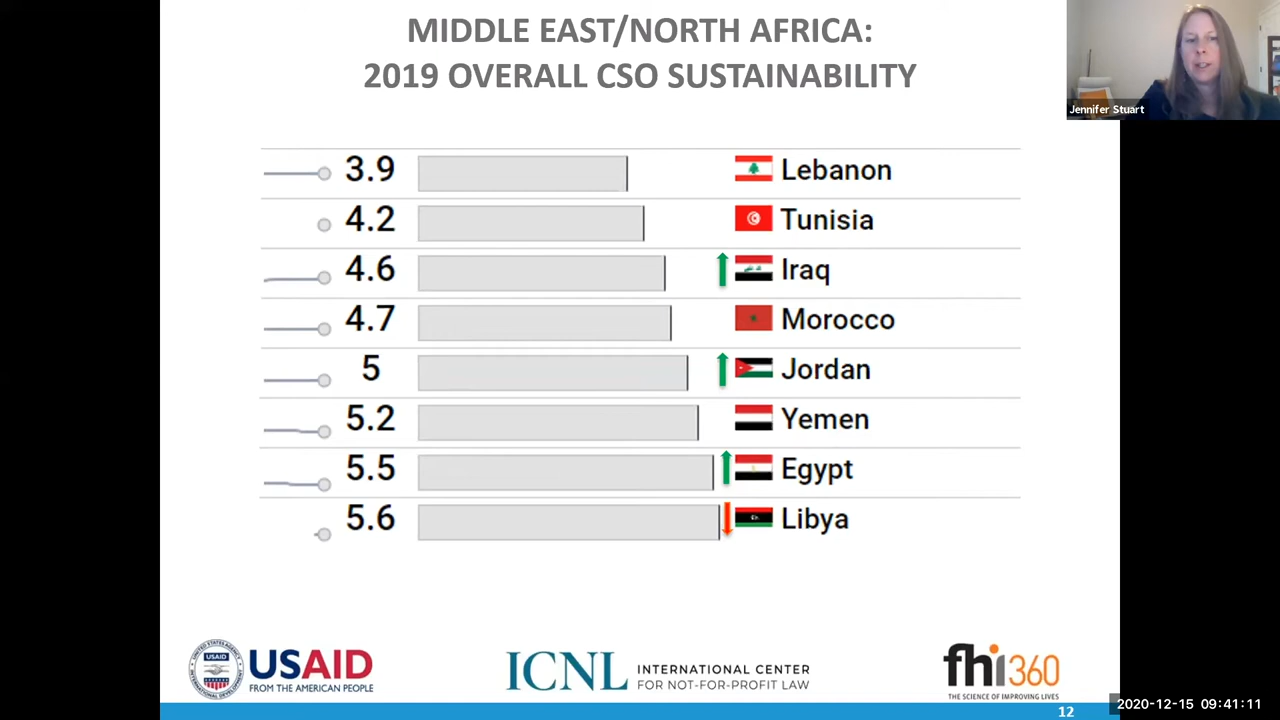 MIDDLE EAST/NORTH AFRICA:
2019 OVERALL CSO SUSTAINABILITY
Jennifer Stuart
3.9 Lebanon
4.2 Tunisia
4.6 Iraq
4.7 Morocco
5 Jordan
5.2 Yemen
5.5 Egypt
5.6 Libya
USAID
USAID
FROM THE AMERICAN PEOPLE
ICNL
INTERNATIONAL CENTER
FOR NOT-FOR-PROFIT LAW
fhi360
THE SCIENCE OF IMPROVING LIVES
12
2020-12-15 09:41:11